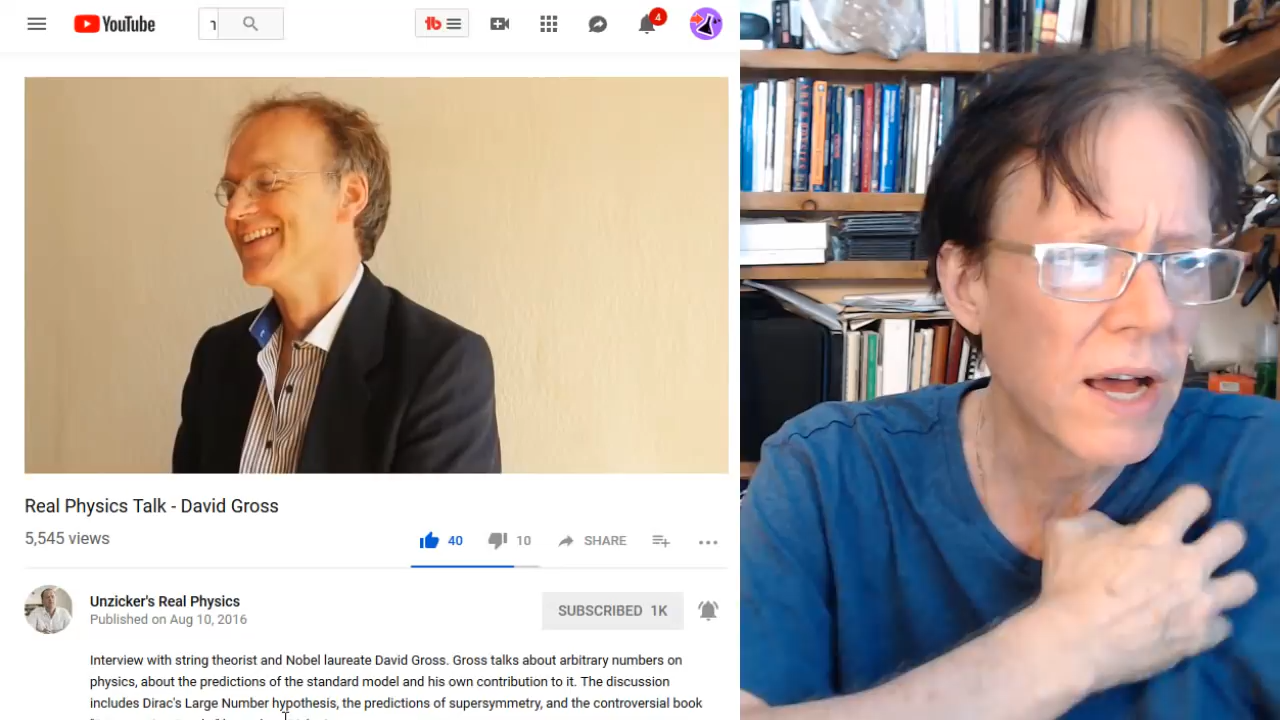 YouTube
4
Real Physics Talk - David Gross
5,545 views
40
10
SHARE
Unzicker's Real Physics
Published on Aug 10, 2016
SUBSCRIBED 1K
Interview with string theorist and Nobel laureate David Gross. Gross talks about arbitrary numbers on
physics, about the predictions of the standard model and his own contribution to it. The discussion
includes Dirac's Large Number hypothesis, the predictions of supersymmetry, and the controversial book